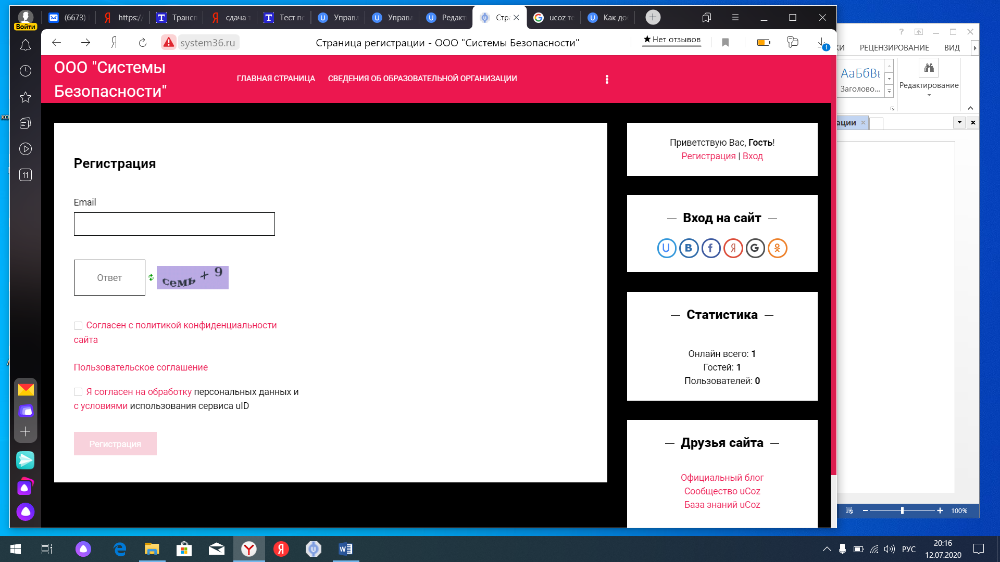 Войти
(6673)
https:/
Трансп
сдача т
Тест по
Управл
Управл
Редакт
Стра
ucoz те
Как до
system36.ru
Страница регистрации - ООО "Системы Безопасности"
★Нет отзывов
1
11
ООО "Системы
Безопасности"
ГЛАВНАЯ СТРАНИЦА
СВЕДЕНИЯ ОБ ОБРАЗОВАТЕЛЬНОЙ ОРГАНИЗАЦИИ
Регистрация
Email
Ответ
семь + 9
Согласен с политикой конфиденциальности
сайта
Пользовательское соглашение
Я согласен на обработку персональных данных и
с условиями использования сервиса uID
Регистрация
Приветствую Вас, Гость!
Регистрация | Вход
Вход на сайт
Статистика
Онлайн всего: 1
Гостей: 1
Пользователей: 0
Друзья сайта
Официальный блог
Сообщество uCoz
База знаний uCoz
КИ
РЕЦЕНЗИРОВАНИЕ
ВИД
АаБбВв
Заголово...
Редактирование
ации
100%
РУС
20:16
12.07.2020